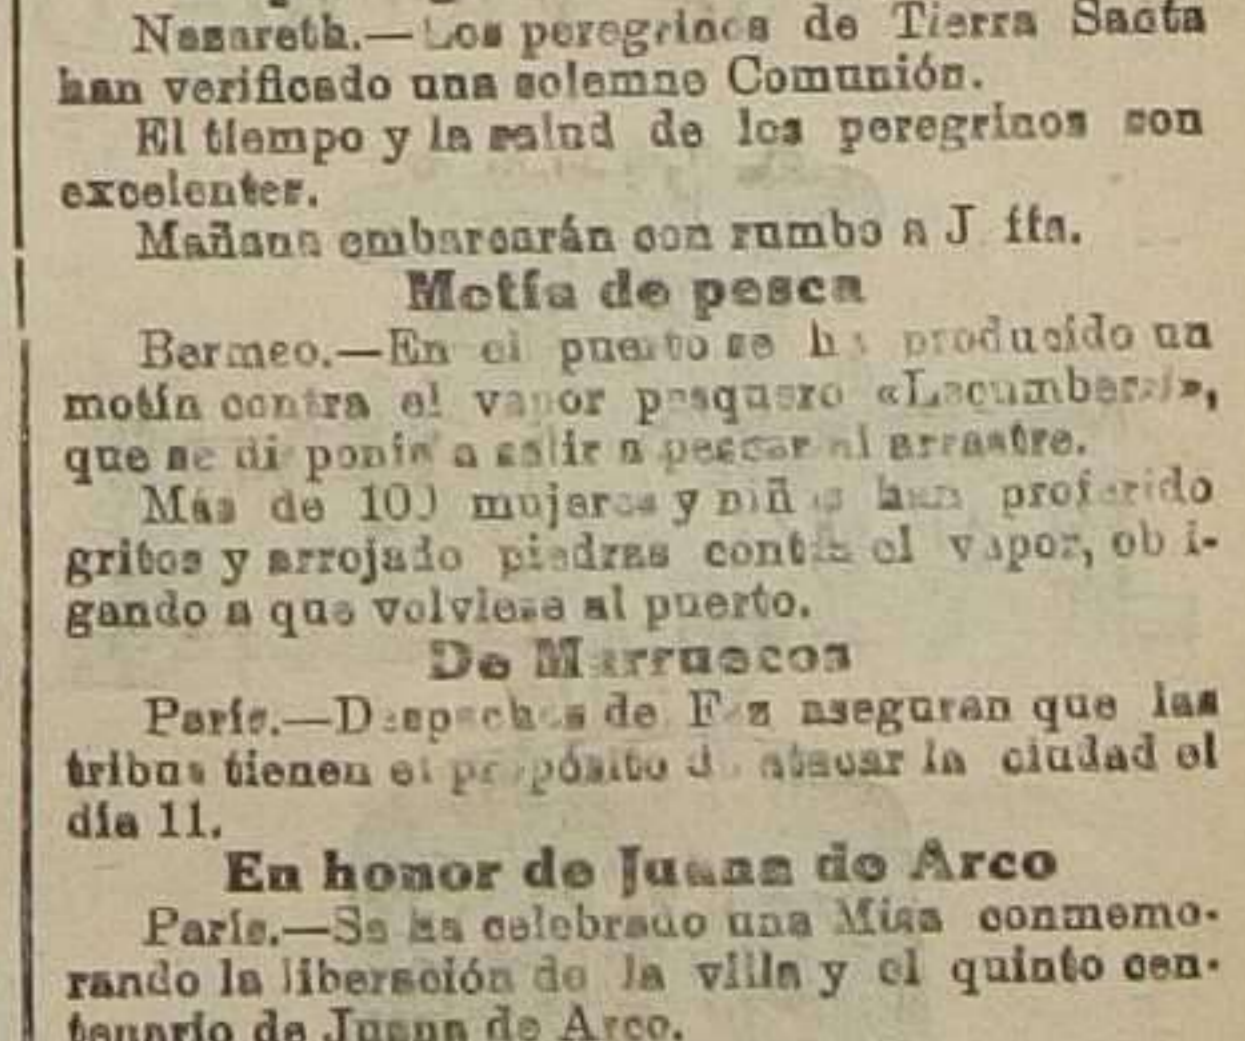 Nazareth.—Los peregrinos de Tierra Santa
han verificado una solemne Comunión.
El tiempo y la salud de los peregrinos son
excelentes.
Mañana embarcarán con rumbo a J ffa.
Motín de pesca
Bermeo.—En el puerto se ha producido un
motín contra el vapor pesquero «Lecumberri»,
que se di ponía a salir a pescar al arrastre.
Más de 100 mujeres y niños han proferido
gritos y arrojado piedras contra el vapor, ob i-
gando a que volviese al puerto.
De Marruecos
París.—Despachos de Fez aseguran que las
tribus tienen el propósito de atacar la ciudad el
día 11.
En honor de Juana de Arco
París.—Se ha celebrado una Misa conmemo-
rando la liberación de la villa y el quinto cen-
tenario de Juana de Arco.